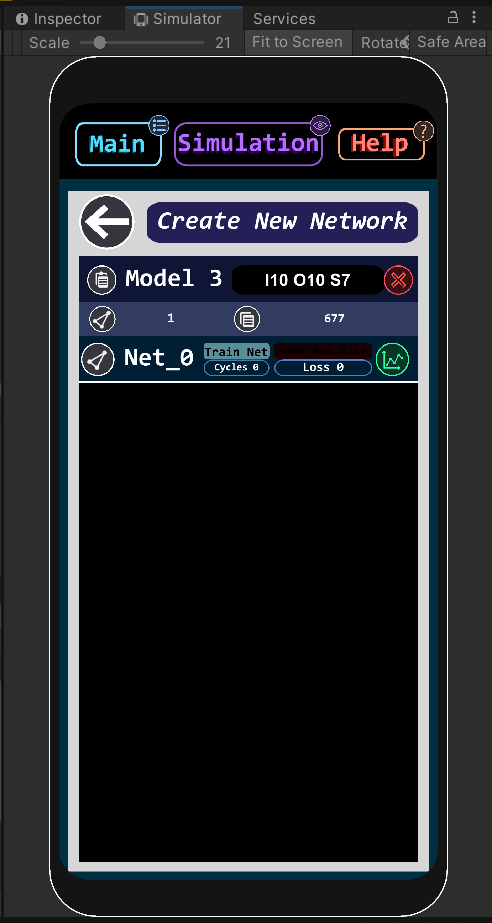 Inspector Simulator Services
Scale 21 Fit to Screen Rotate Safe Area
Main Simulation Help ?
Create New Network
Model 3 I10 O10 S7
1 677
Net_0 Train Net
Cycles 0 Loss 0